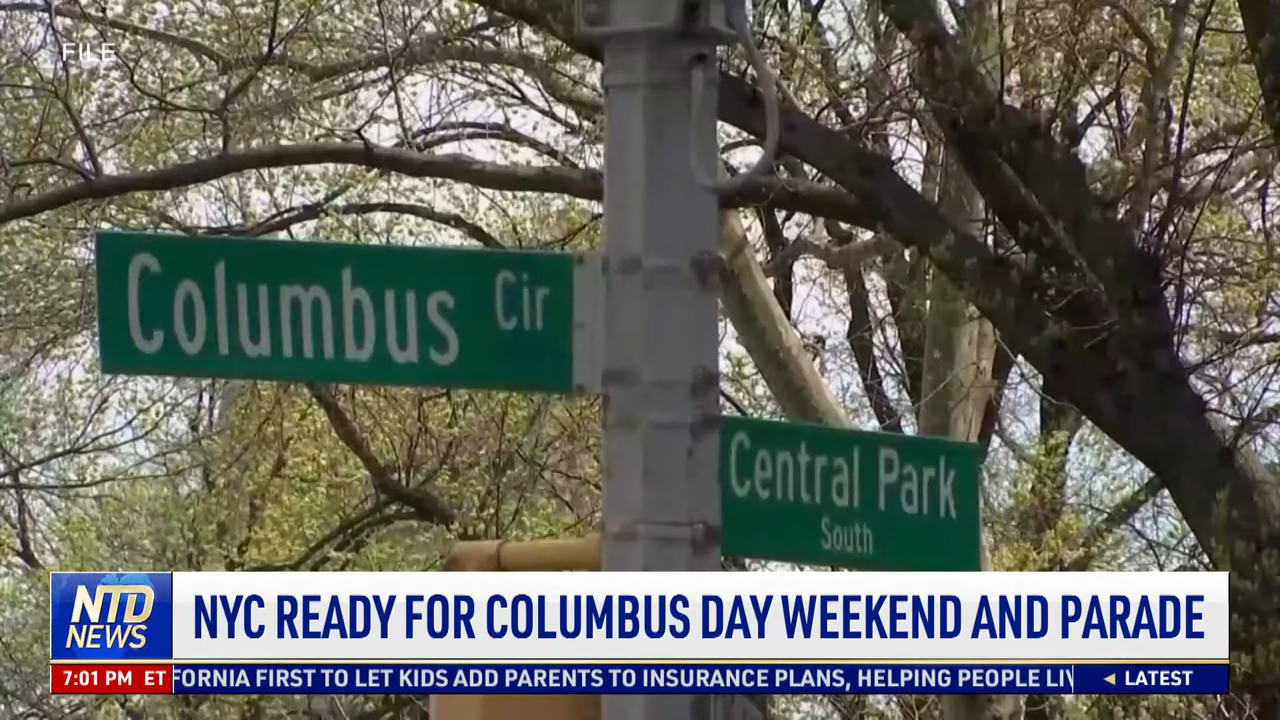 FILE
Columbus Cir
Central Park
South
NTD
NEWS
NYC READY FOR COLUMBUS DAY WEEKEND AND PARADE
7:01 PM ET
FORNIA FIRST TO LET KIDS ADD PARENTS TO INSURANCE PLANS, HELPING PEOPLE
LATEST